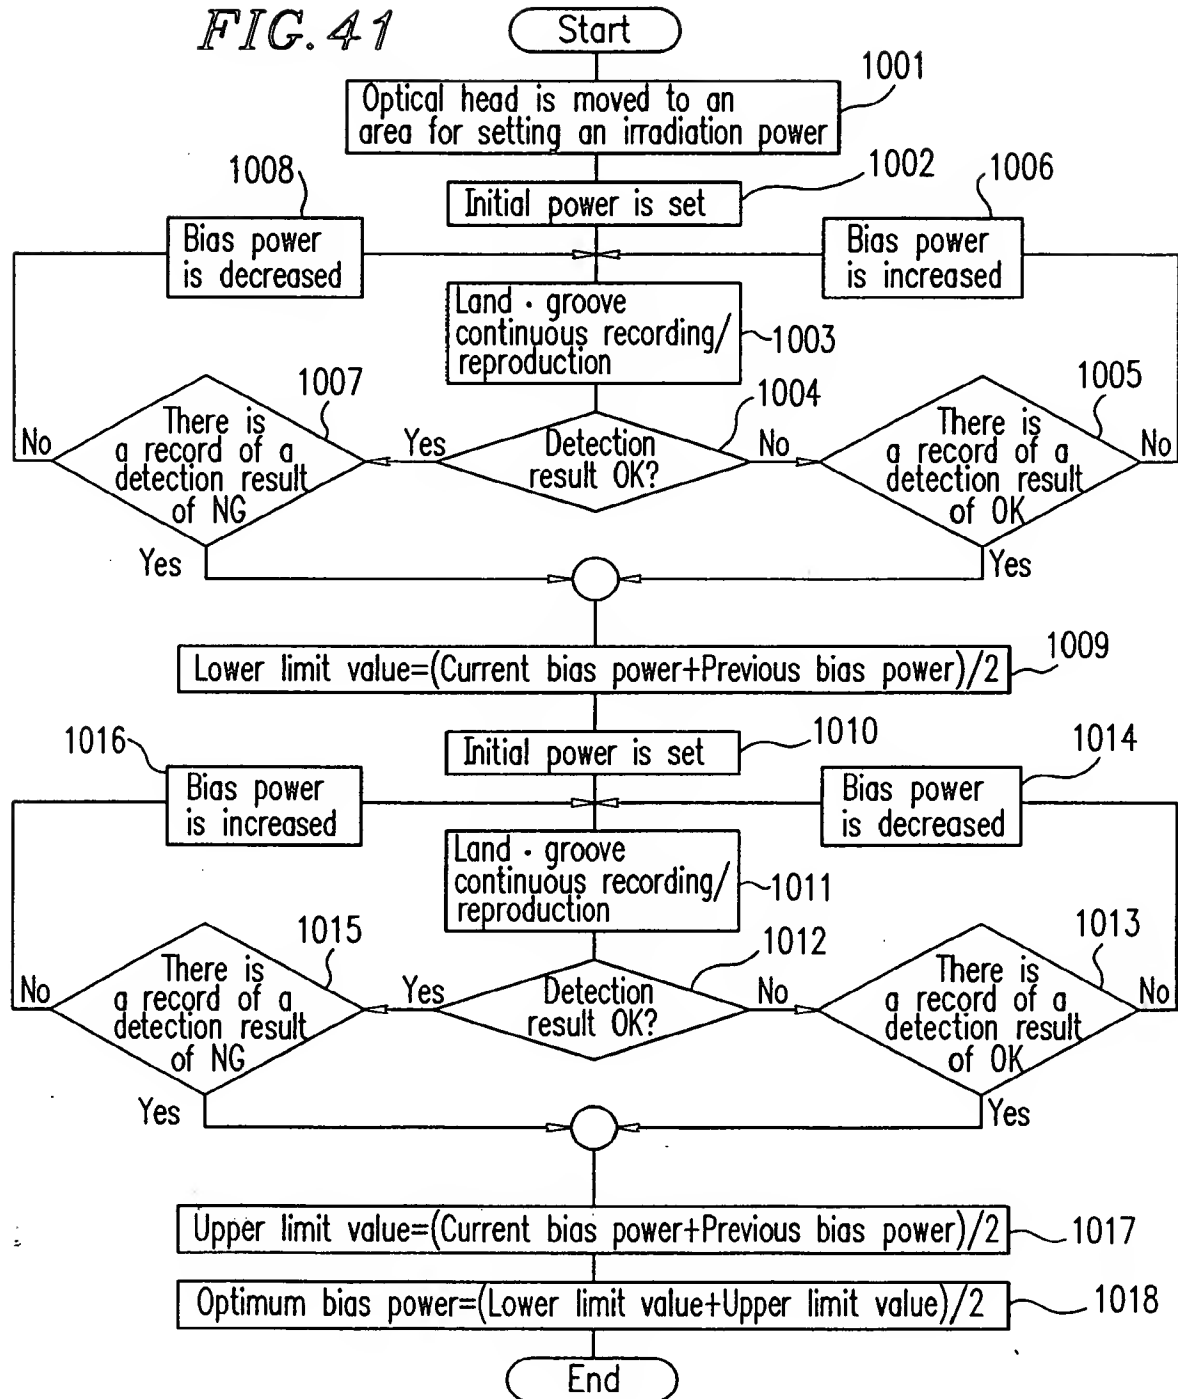 FIG. 41
Start
1001
Optical head is moved to an
area for setting an irradiation power
1008
1002
1006
Initial power is set
Bias power
is decreased
Bias power
is increased
Land · groove
continuous recording/
reproduction
1003
1007
1004
1005
There is
a record of a
detection result
of NG
No
Yes
Yes
Detection
result OK?
No
There is
a record of a
detection result
of OK
No
Yes
1009
Lower limit value=(Current bias power+Previous bias power)/2
1016
1010
1014
Initial power is set
Bias power
is increased
Bias power
is decreased
Land · groove
continuous recording/
reproduction
1011
1015
1012
1013
There is
a record of a
detection result
of NG
No
Yes
Yes
Detection
result OK?
No
There is
a record of a
detection result
of OK
No
Yes
Upper limit value=(Current bias power+Previous bias power)/2
1017
Optimum bias power=(Lower limit value+Upper limit value)/2
1018
End